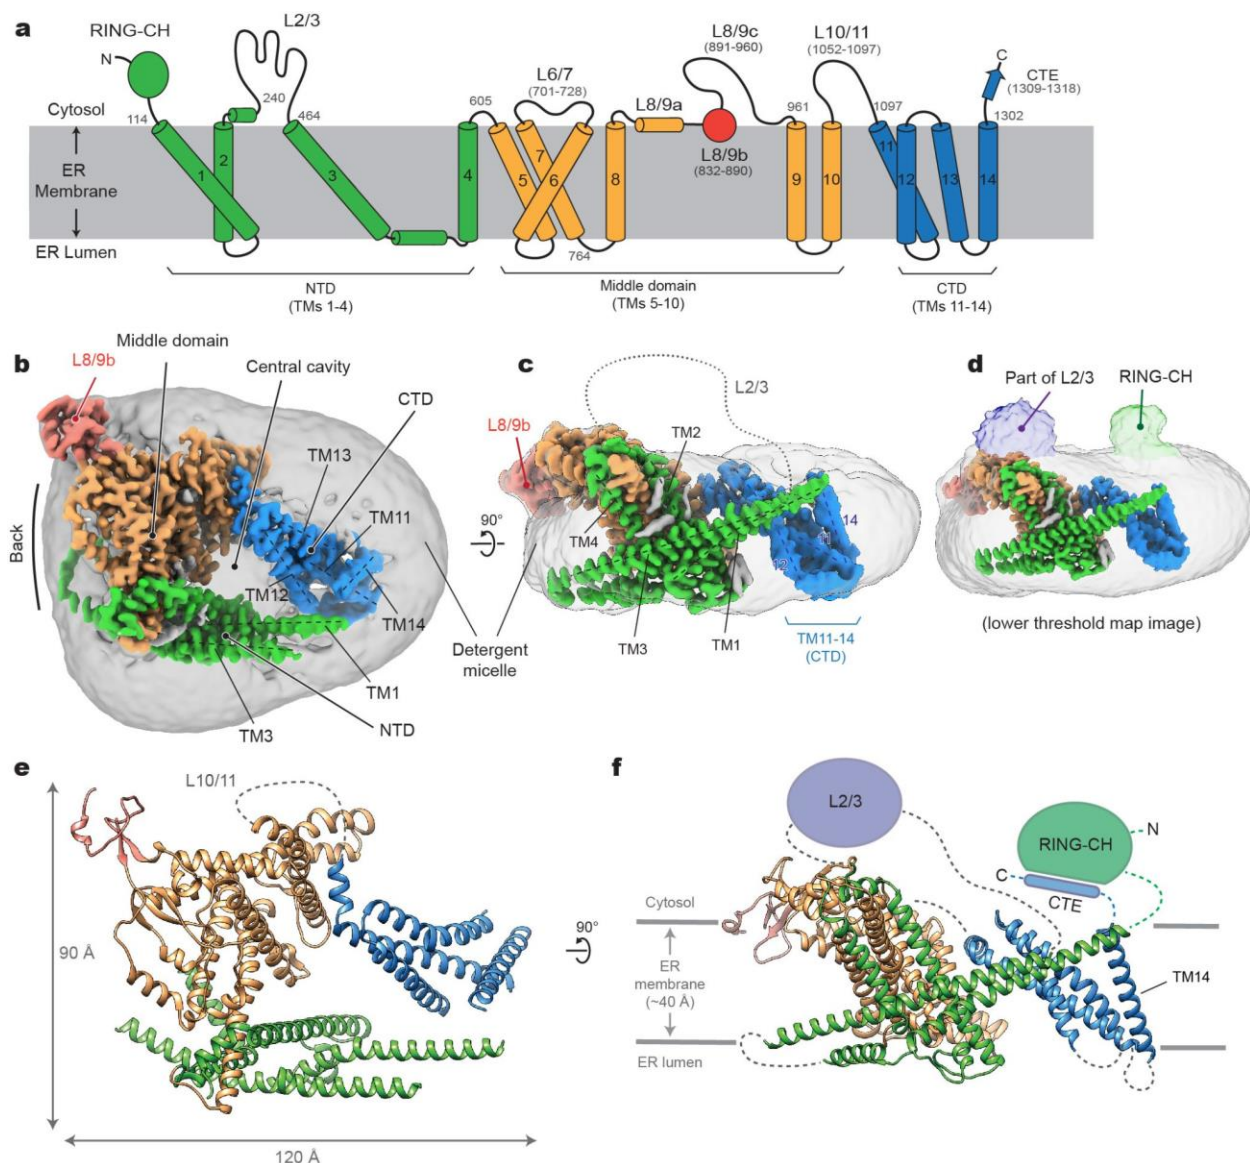 a
RING-CH
N
L2/3
L8/9c
(891-960)
L10/11
(1052-1097)
C
CTE
(1309-1318)
L6/7
(701-728)
L8/9a
Cytosol
114
240
464
605
961
1097
1302
L8/9b
(832-890)
ER
Membrane
1
2
3
4
5
6
7
8
9
10
11
12
13
14
ER Lumen
764
NTD
(TMs 1-4)
Middle domain
(TMs 5-10)
CTD
(TMs 11-14)
b
Middle domain
L8/9b
Central cavity
CTD
TM13
TM11
Back
TM12
TM14
Detergent
micelle
TM1
TM3
NTD
90°
c
L2/3
L8/9b
TM2
TM4
14
11
12
TM3
TM1
TM11-14
(CTD)
d
Part of L2/3
RING-CH
(lower threshold map image)
e
L10/11
90 Å
120 Å
90°
f
L2/3
RING-CH
N
C
CTE
Cytosol
ER
membrane
(~40 Å)
TM14
ER lumen